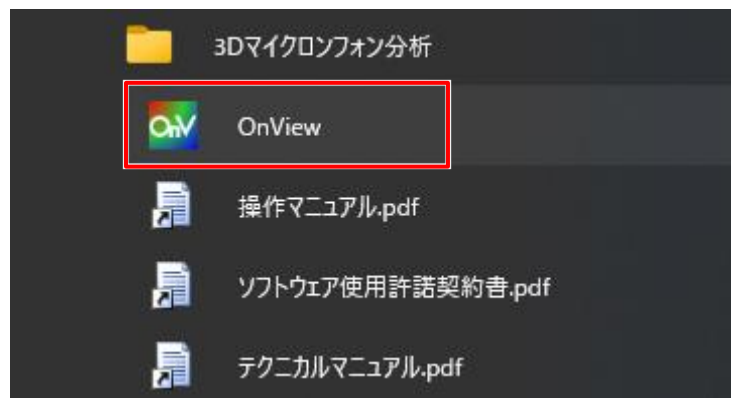 3Dマイクロンフォン分析
OnV
OnView
操作マニュアル.pdf
ソフトウェア使用許諾契約書.pdf
テクニカルマニュアル.pdf